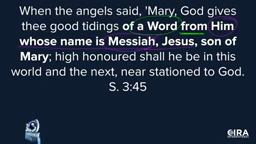 When the angels said, 'Mary, God gives
thee good tidings of a Word from Him
whose name is Messiah, Jesus, son of
Mary; high honoured shall he be in this
world and the next, near stationed to God.
S. 3:45
CIRA